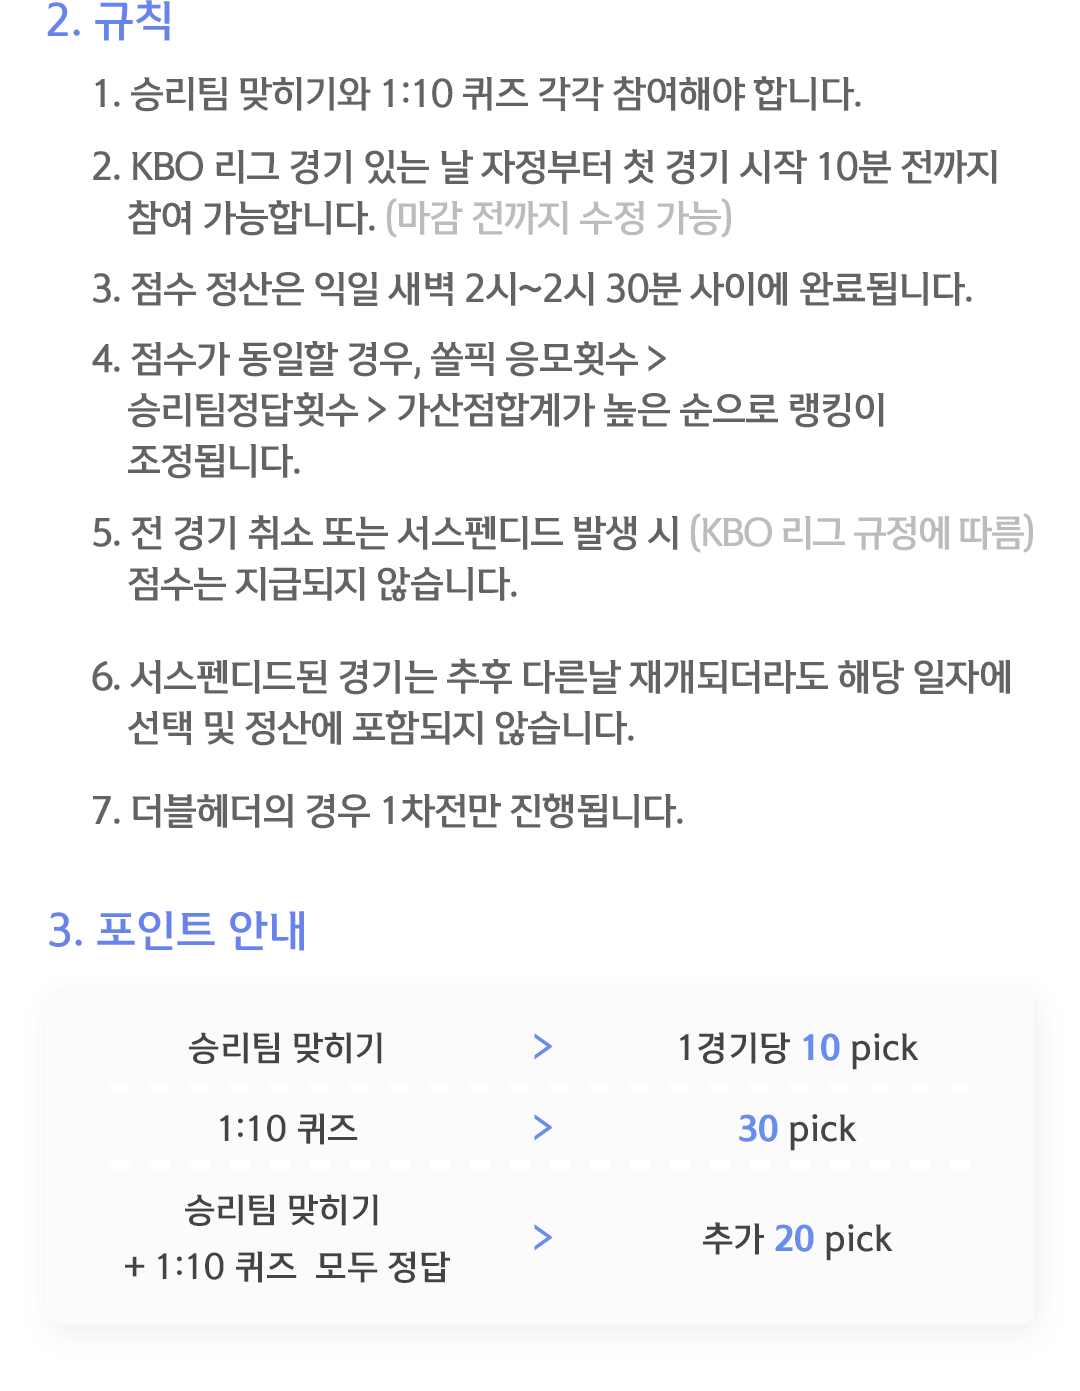 2. 규칙
1. 승리팀 맞히기와 1:10 퀴즈 각각 참여해야 합니다.
2. KBO 리그 경기 있는 날 자정부터 첫 경기 시작 10분 전까지
참여 가능합니다. (마감 전까지 수정 가능)
3. 점수 정산은 익일 새벽 2시~2시 30분 사이에 완료됩니다.
4. 점수가 동일할 경우, 쏠픽 응모횟수 >
승리팀정답횟수 > 가산점합계가 높은 순으로 랭킹이
조정됩니다.
5. 전 경기 취소 또는 서스펜디드 발생 시 (KBO 리그 규정에 따름)
점수는 지급되지 않습니다.
6. 서스펜디드된 경기는 추후 다른날 재개되더라도 해당 일자에
선택 및 정산에 포함되지 않습니다.
7. 더블헤더의 경우 1차전만 진행됩니다.
3. 포인트 안내
승리팀 맞히기 > 1경기당 10 pick
1:10 퀴즈 > 30 pick
승리팀 맞히기
+ 1:10 퀴즈 모두 정답 > 추가 20 pick